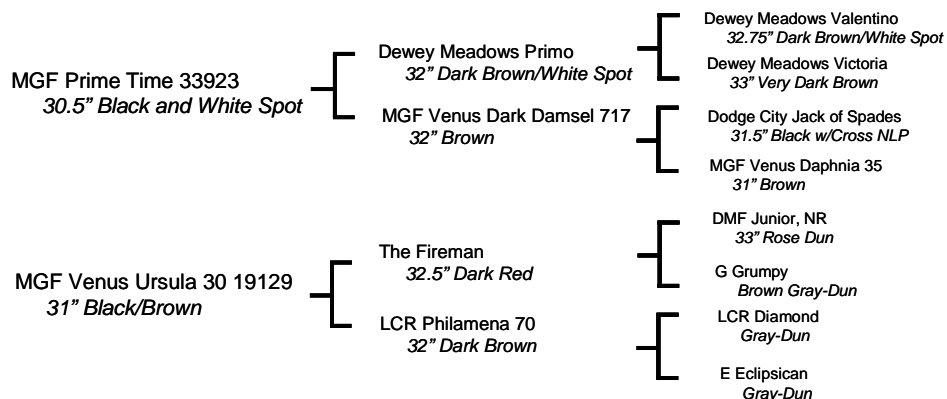 MGF Prime Time 33923
30.5” Black and White Spot
Dewey Meadows Primo
32” Dark Brown/White Spot
MGF Venus Dark Damsel 717
32” Brown
Dewey Meadows Valentino
32.75” Dark Brown/White Spot
Dewey Meadows Victoria
33” Very Dark Brown
Dodge City Jack of Spades
31.5” Black w/Cross NLP
MGF Venus Daphnia 35
31” Brown
MGF Venus Ursula 30 19129
31” Black/Brown
The Fireman
32.5” Dark Red
LCR Philamena 70
32” Dark Brown
DMF Junior, NR
33” Rose Dun
G Grumpy
Brown Gray-Dun
LCR Diamond
Gray-Dun
E Eclipsican
Gray-Dun